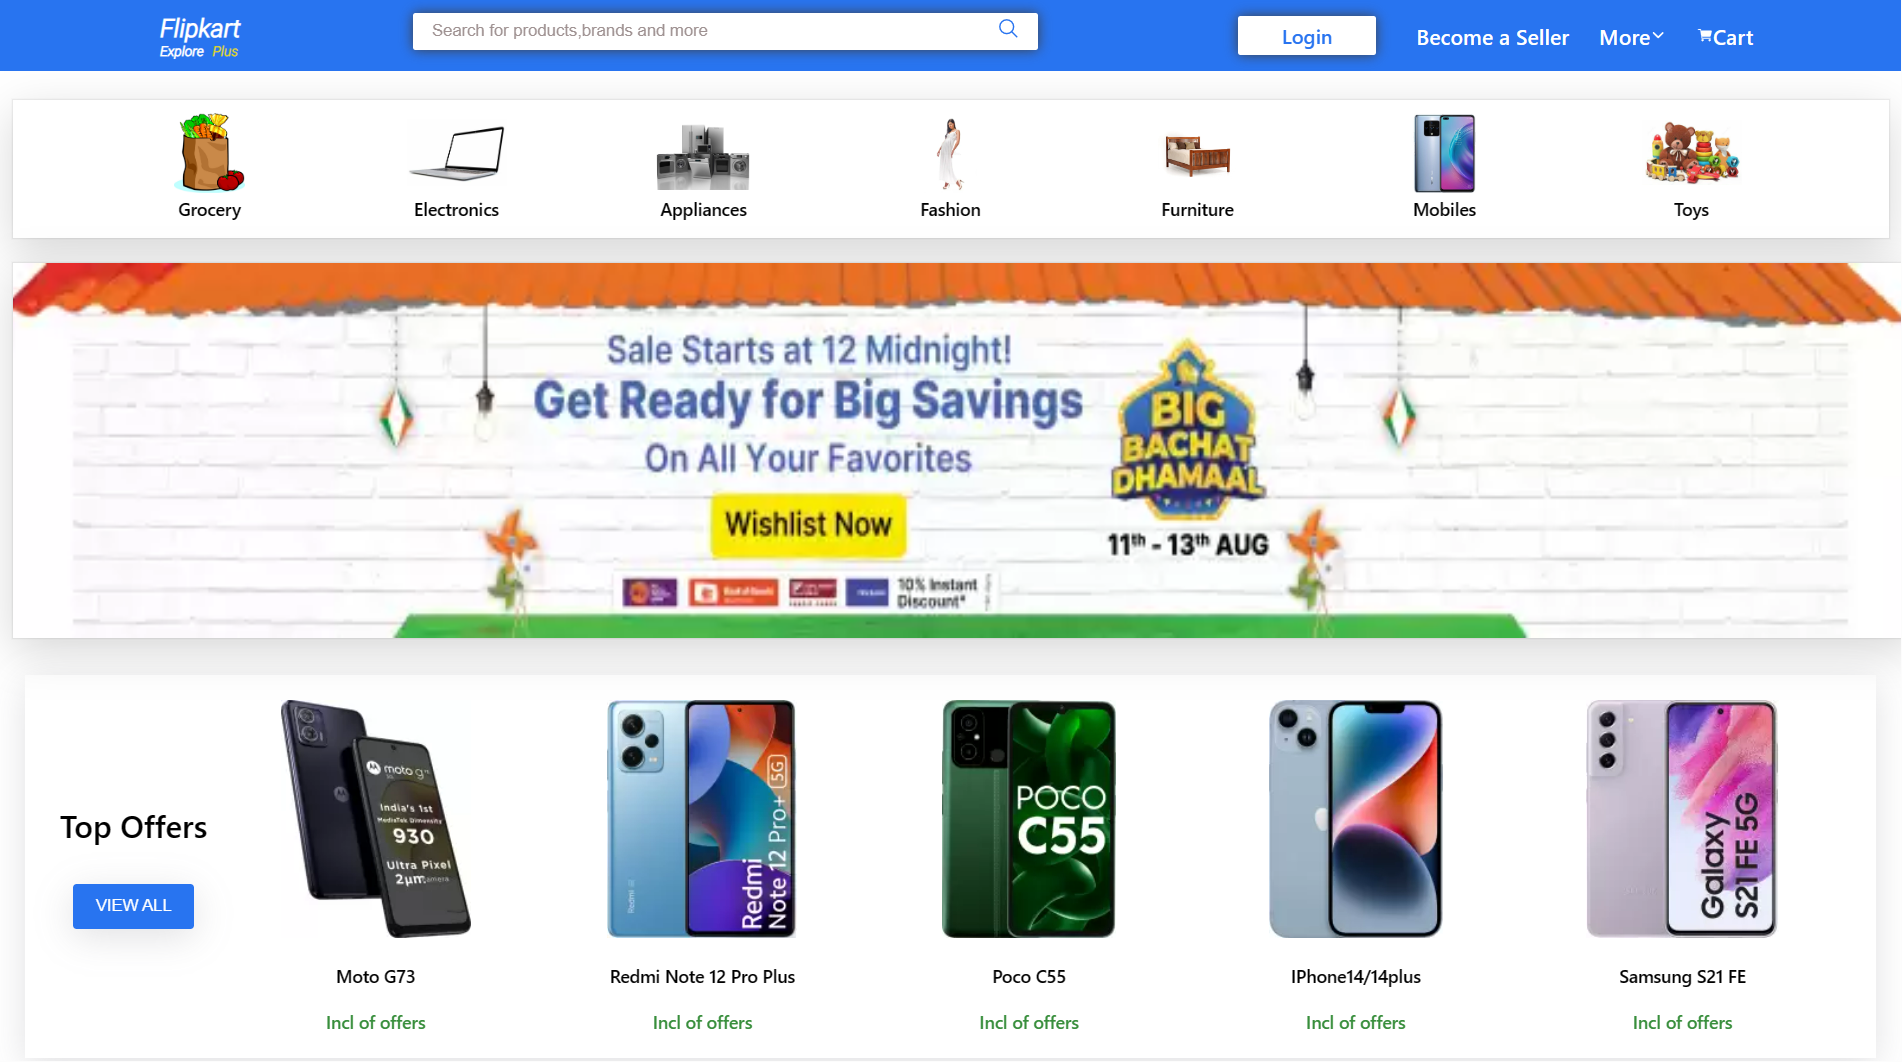 Flipkart
Explore Plus
Search for products,brands and more
Login
Become a Seller
More
Cart
Grocery
Electronics
Appliances
Fashion
Furniture
Mobiles
Toys
Sale Starts at 12 Midnight!
Get Ready for Big Savings
On All Your Favorites
Wishlist Now
10% Instant
Discount*
BIG
BACHAT
DHAMAAL
11th - 13th AUG
Top Offers
VIEW ALL
moto g
India's 1st
MediaTek Dimensity
930
Ultra Pixel
2µm camera
Moto G73
Incl of offers
Redmi
Note 12 Pro+ 5G
Redmi Note 12 Pro Plus
Incl of offers
POCO
C55
Poco C55
Incl of offers
IPhone14/14plus
Incl of offers
Galaxy
S21 FE 5G
Samsung S21 FE
Incl of offers